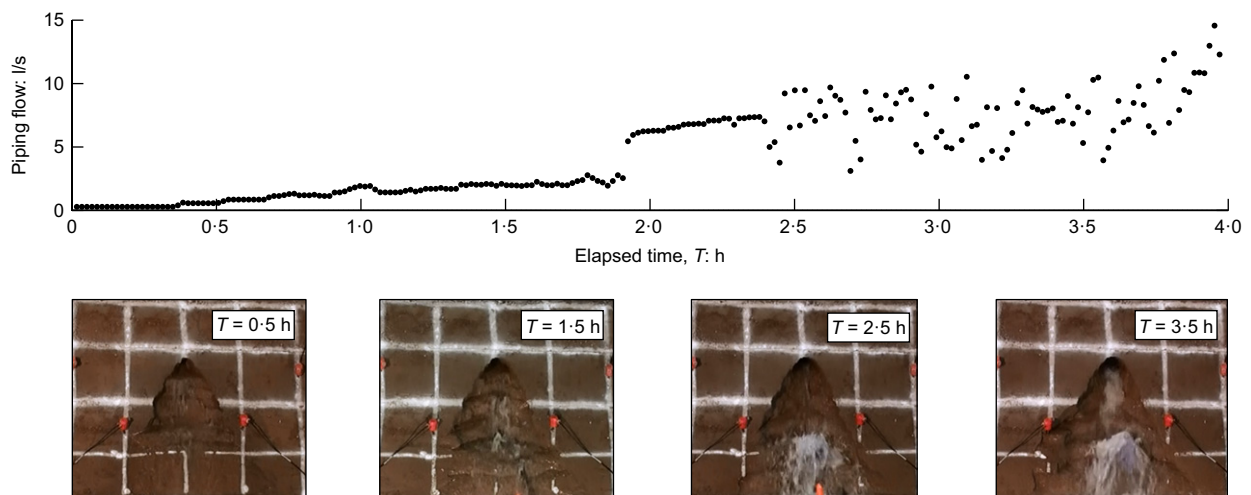 15
10
5
0
Piping flow: l/s
0 0·5 1·0 1·5 2·0 2·5 3·0 3·5 4·0
Elapsed time, T: h
T = 0·5 h
T = 1·5 h
T = 2·5 h
T = 3·5 h